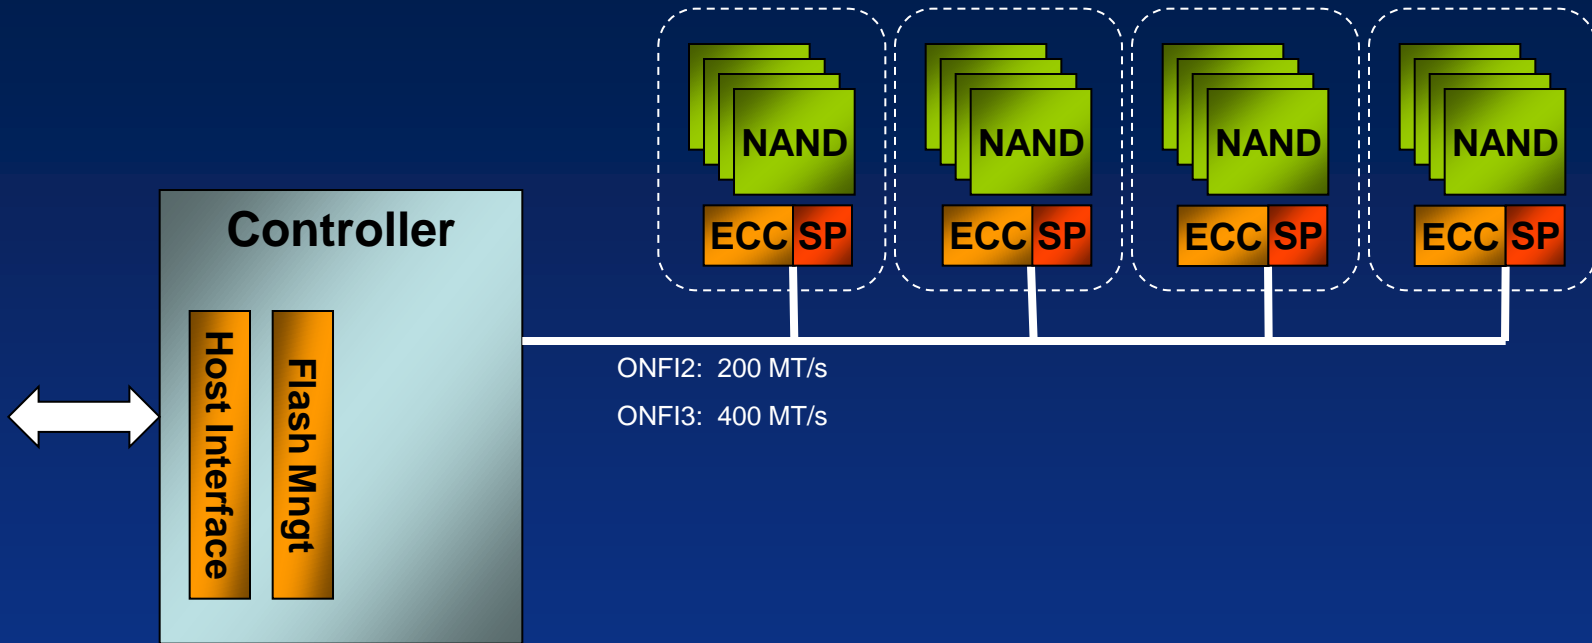 NAND
NAND
NAND
NAND
ECC SP
ECC SP
ECC SP
ECC SP
Controller
Host Interface
Flash Mngt
ONFI2: 200 MT/s
ONFI3: 400 MT/s